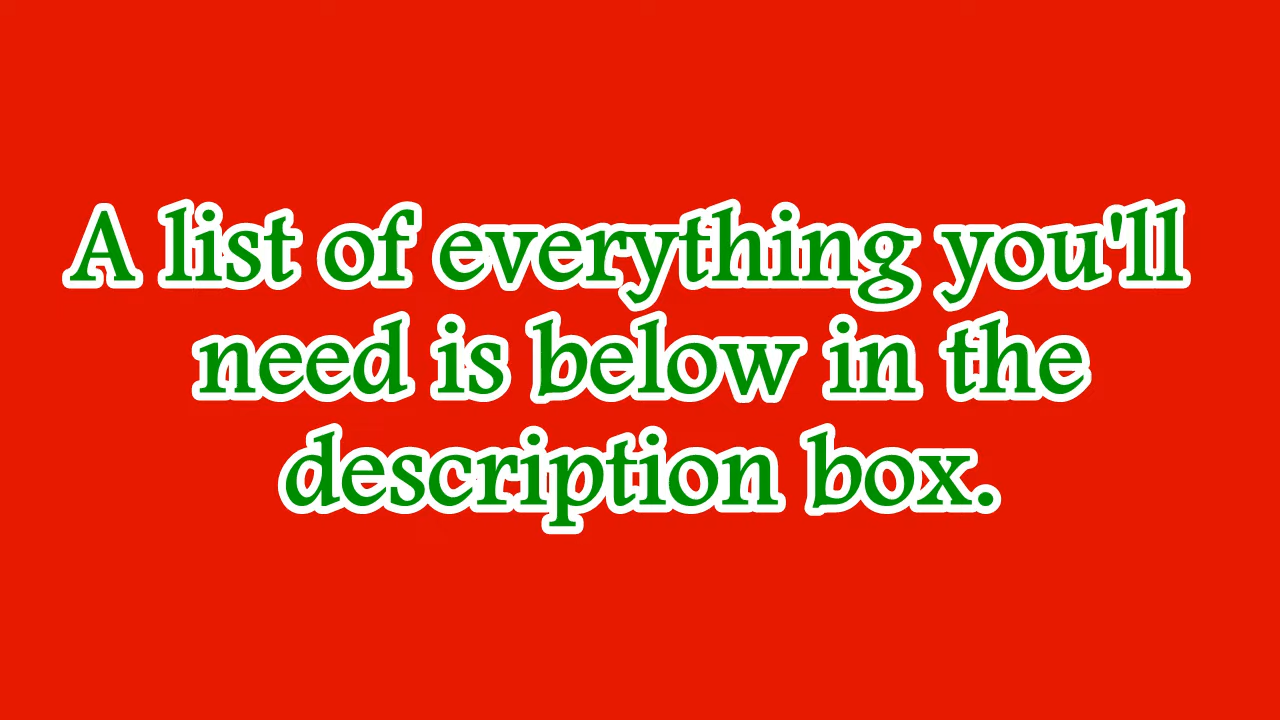 A list of everything you'll
need is below in the
description box.